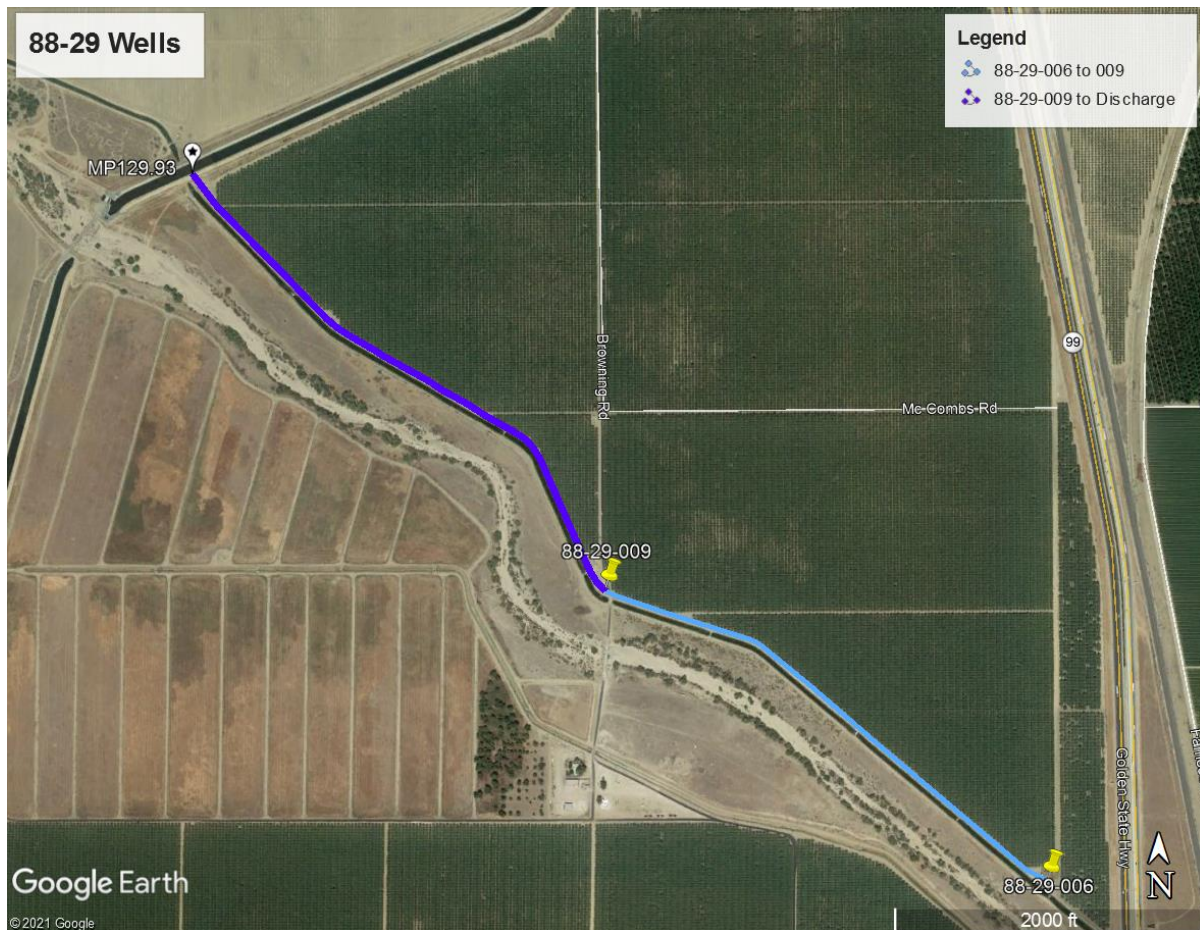 88-29 Wells
Legend
88-29-006 to 009
88-29-009 to Discharge
MP129.93
99
Browning-Rd
Mc Combs Rd
88-29-009
Golden State Hwy
88-29-006
N
Google Earth
© 2021 Google
2000 ft